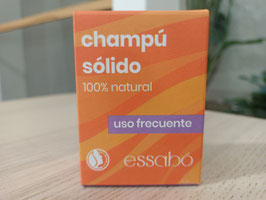 champú
sólido
100% natural
uso frecuente
essabó